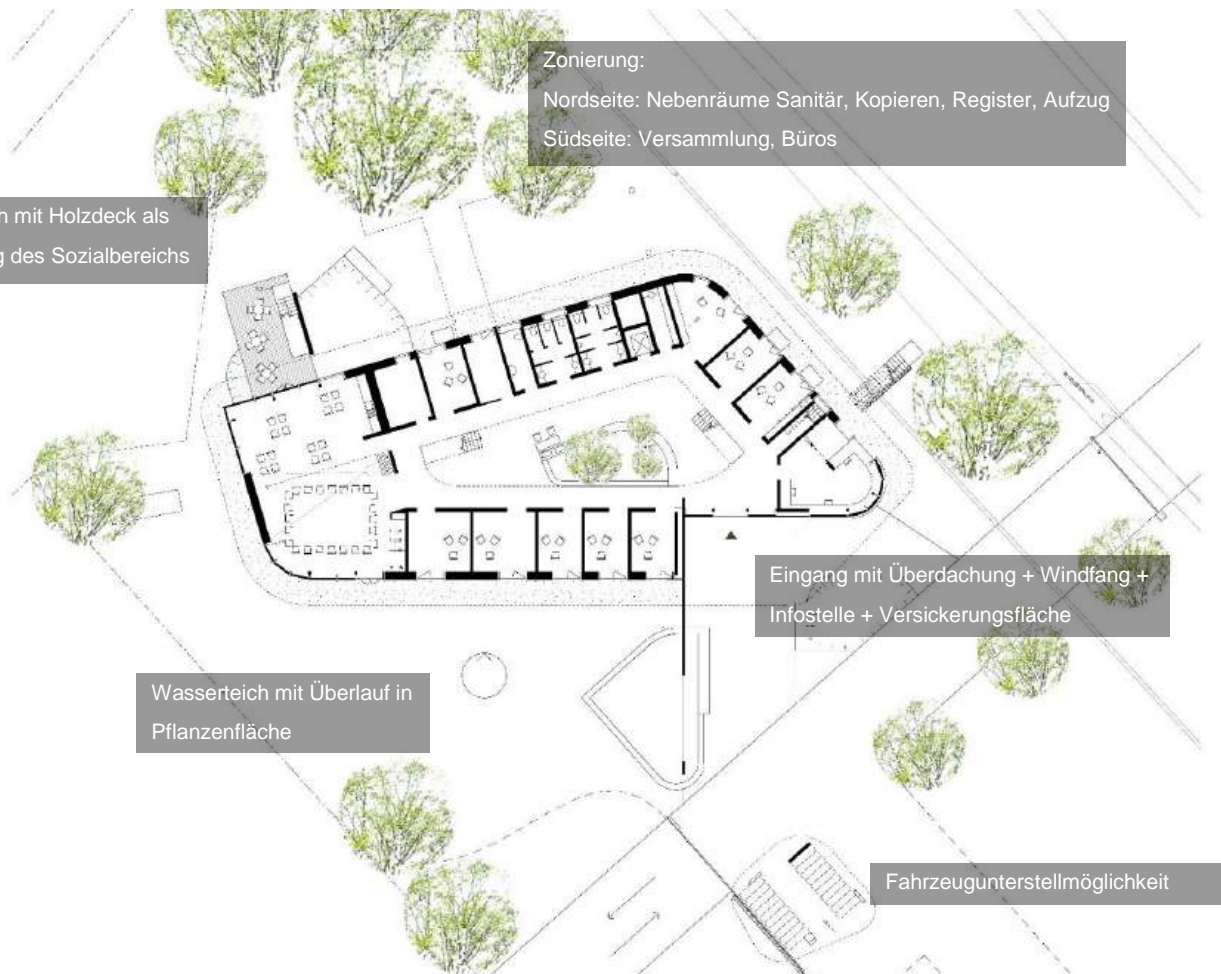 Zonierung:
Nordseite: Nebenräume Sanitär, Kopieren, Register, Aufzug
Südseite: Versammlung, Büros
mit Holzdeck als
des Sozialbereichs
Eingang mit Überdachung + Windfang +
Infostelle + Versickerungsfläche
Wasserteich mit Überlauf in
Pflanzenfläche
Fahrzeugunterstellmöglichkeit